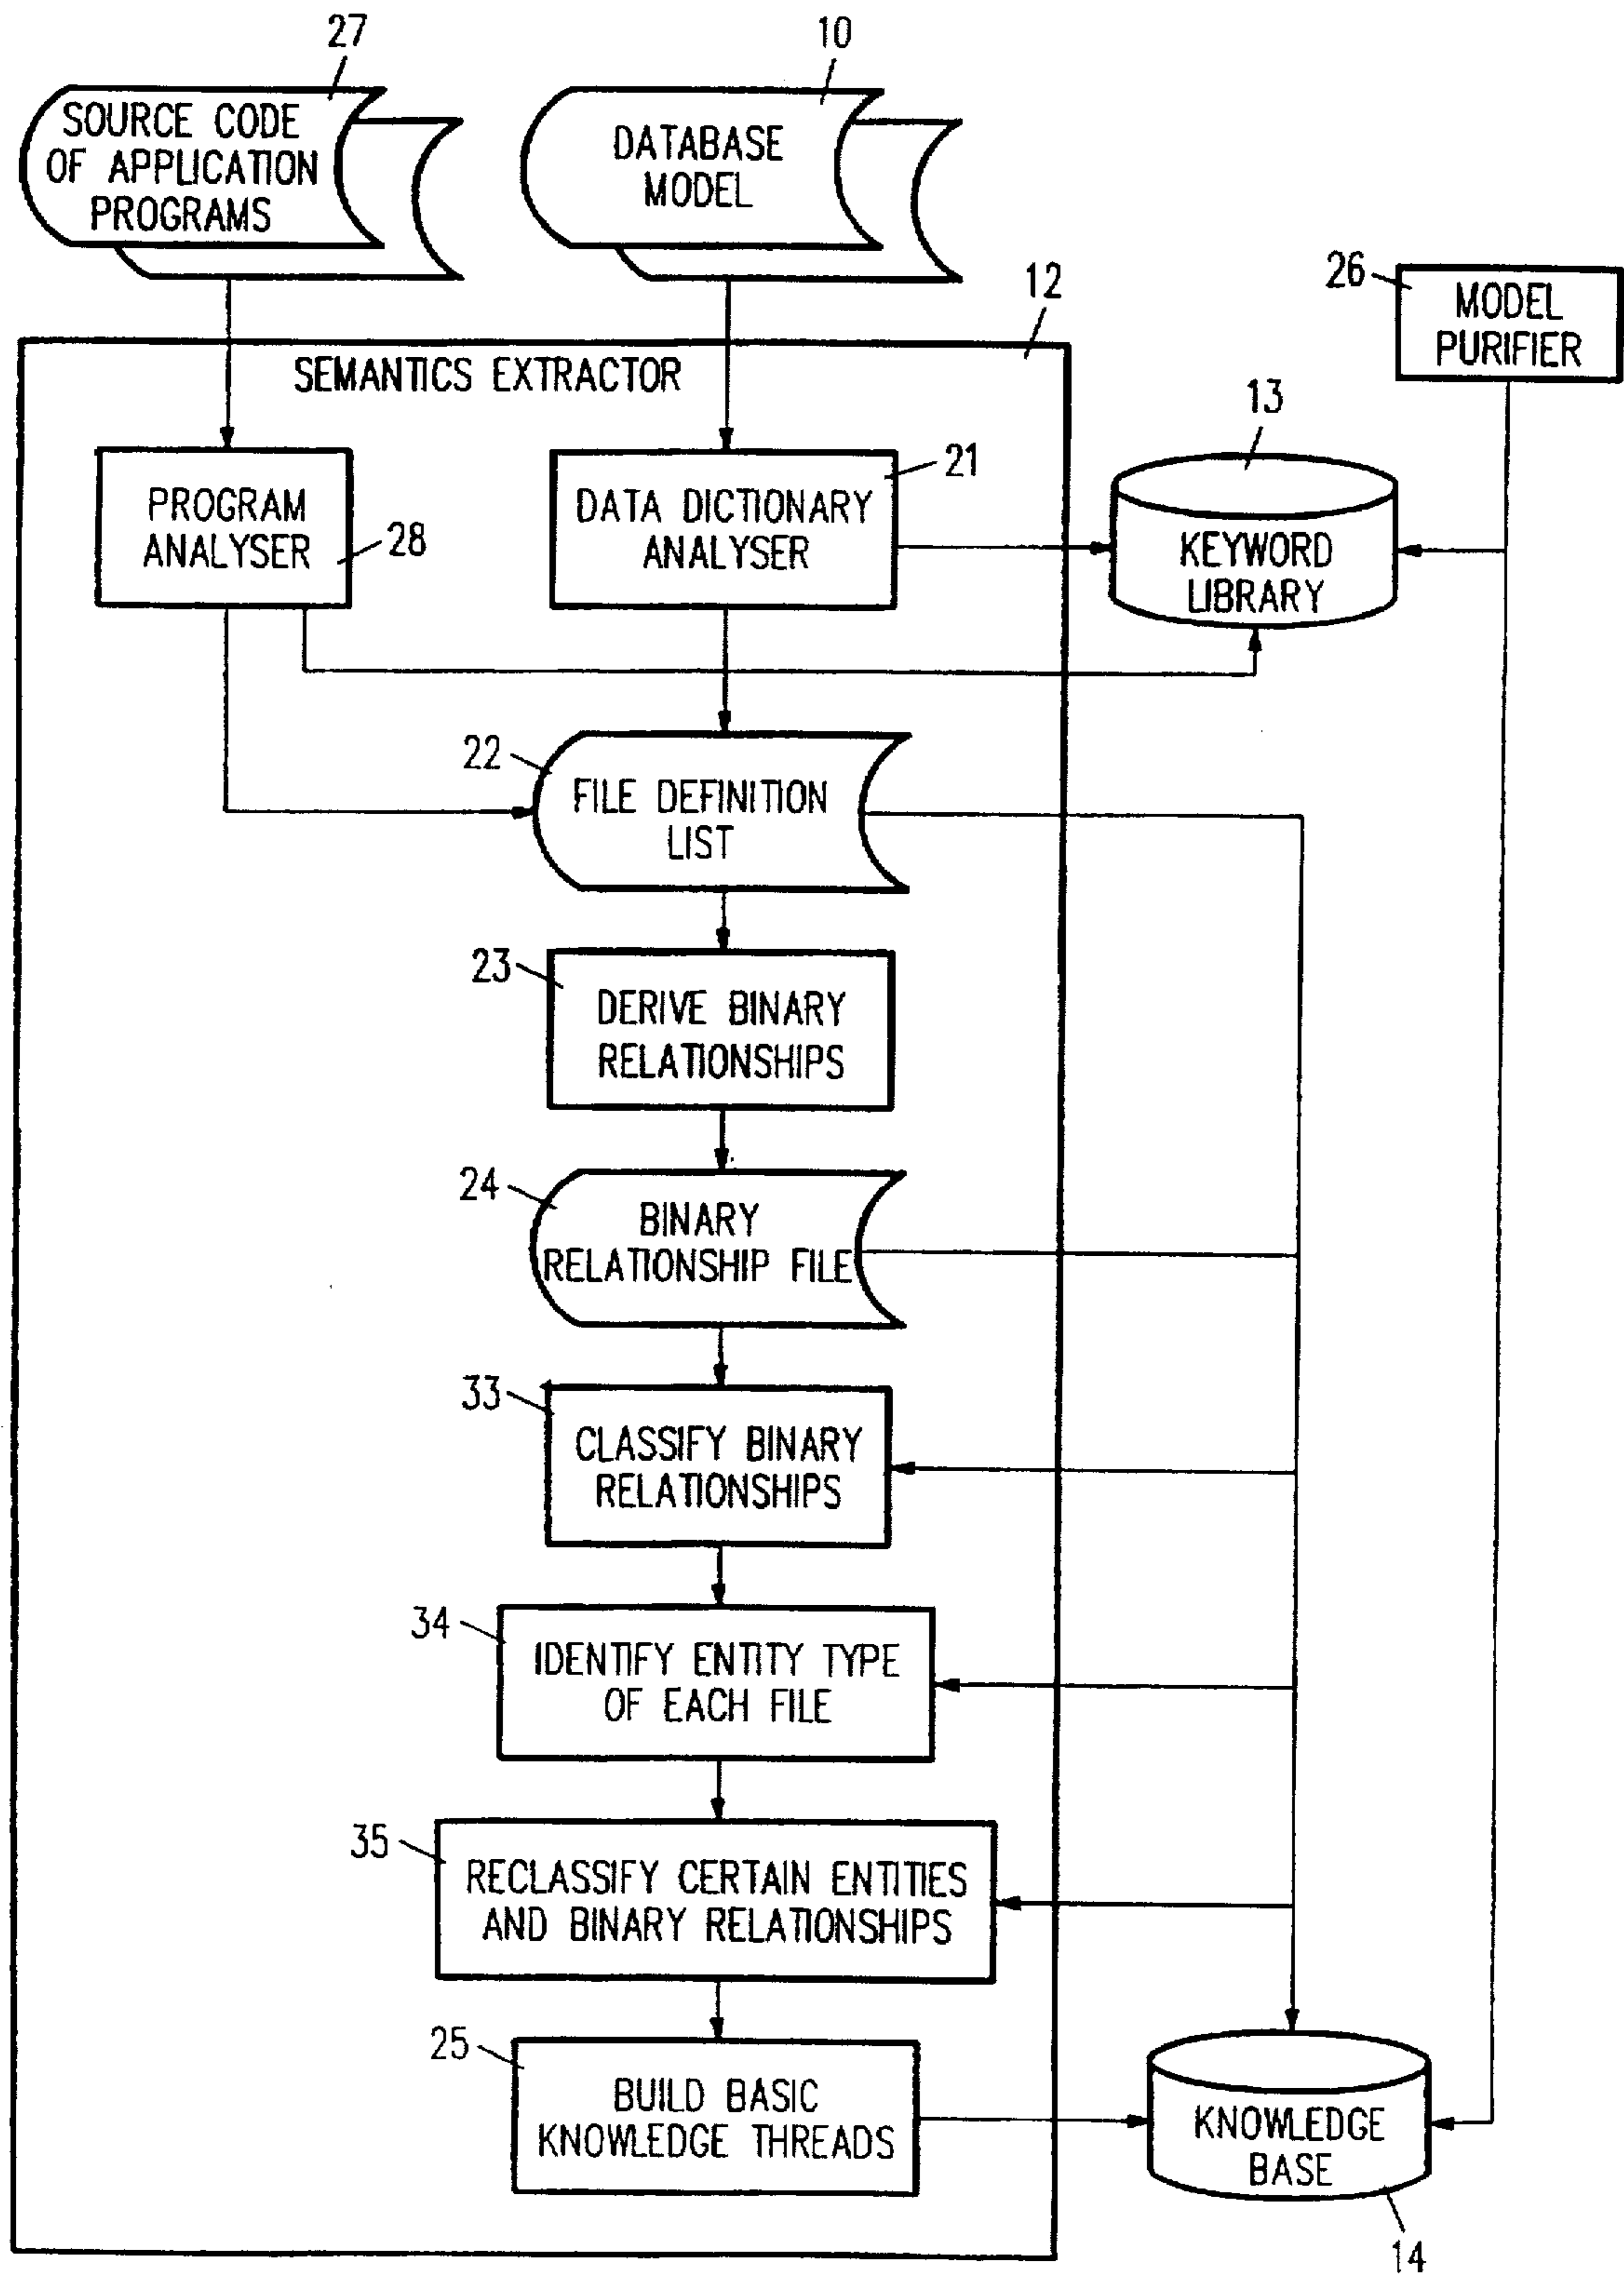 27
10
SOURCE CODE
OF APPLICATION
PROGRAMS
DATABASE
MODEL
12
26
MODEL
PURIFIER
SEMANTICS EXTRACTOR
13
21
PROGRAM
ANALYSER
28
DATA DICTIONARY
ANALYSER
KEYWORD
LIBRARY
22
FILE DEFINITION
LIST
23
DERIVE BINARY
RELATIONSHIPS
24
BINARY
RELATIONSHIP FILE
33
CLASSIFY BINARY
RELATIONSHIPS
34
IDENTIFY ENTITY TYPE
OF EACH FILE
35
RECLASSIFY CERTAIN ENTITIES
AND BINARY RELATIONSHIPS
25
BUILD BASIC
KNOWLEDGE THREADS
KNOWLEDGE
BASE
14